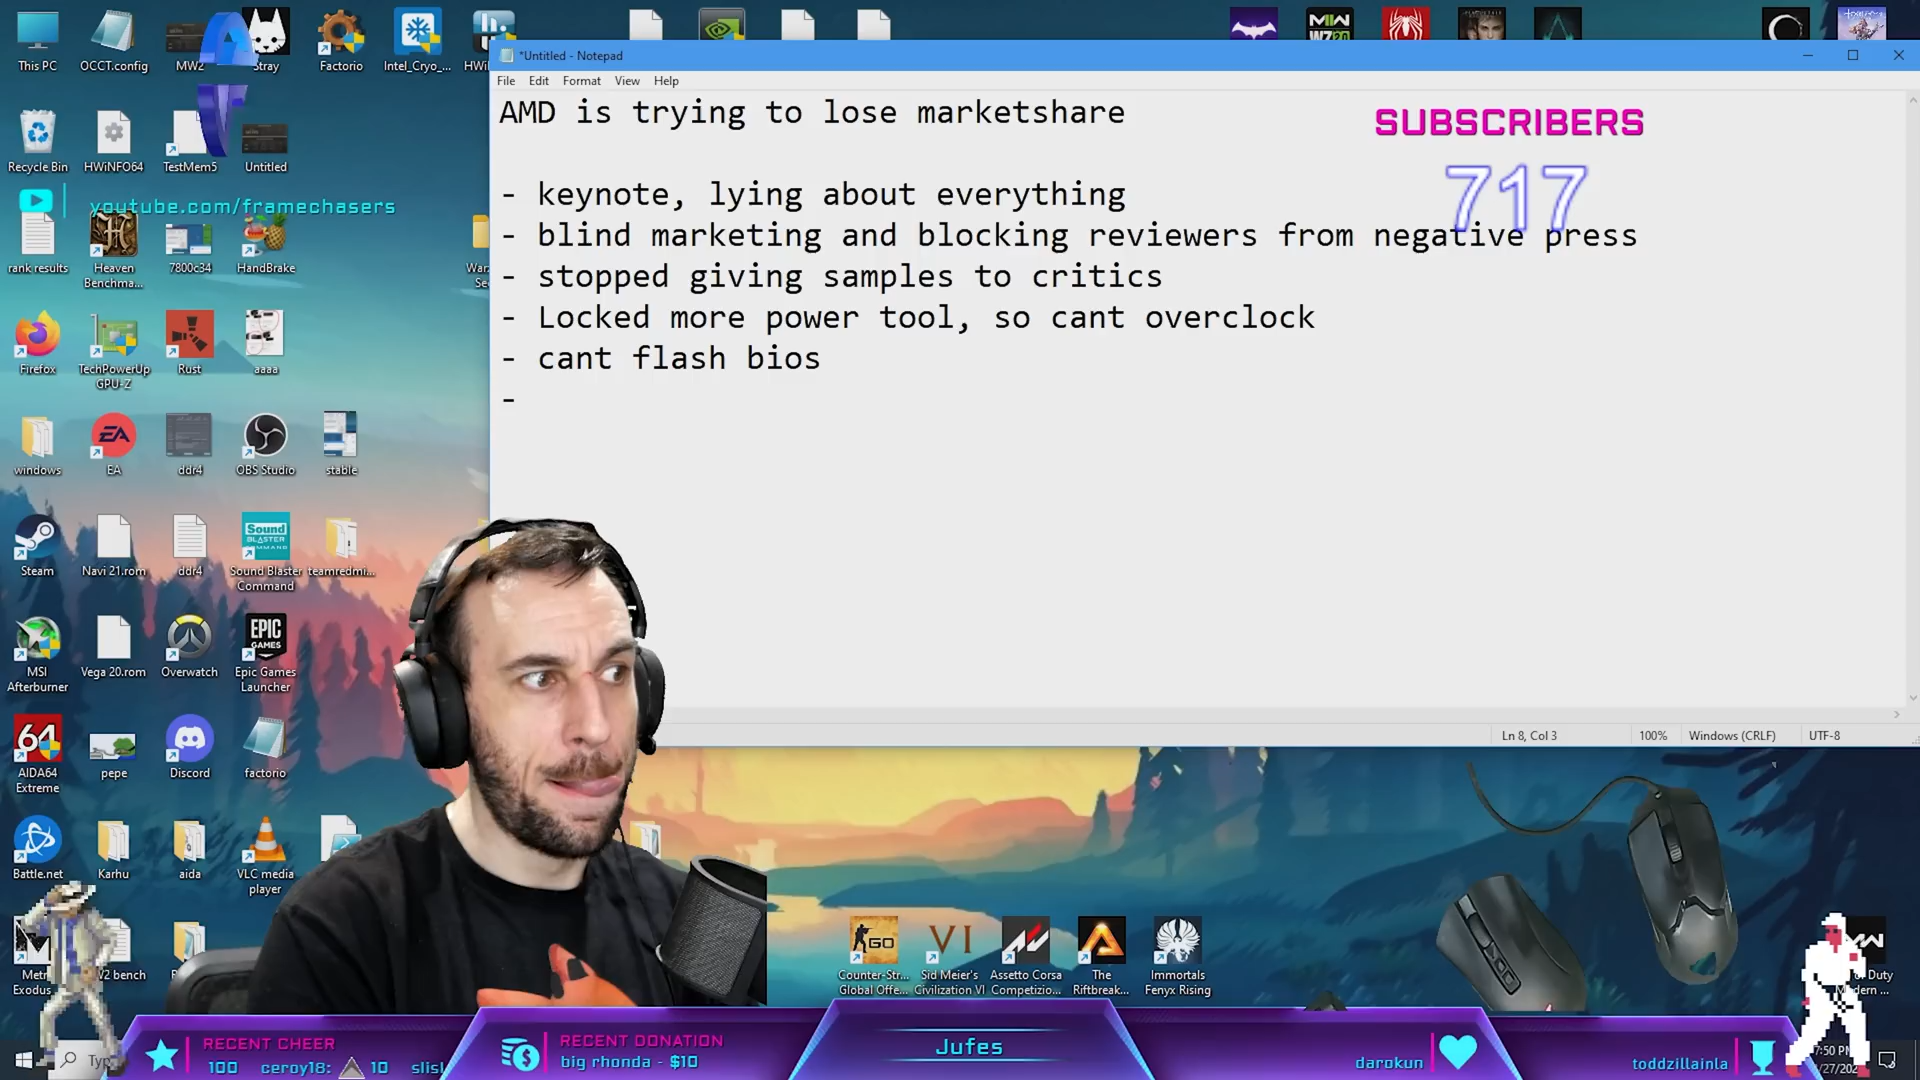 This PC
OCCT.config
MW2
Stray
Factorio
Intel_Cryo_...
*Untitled - Notepad
File Edit Format View Help
AMD is trying to lose marketshare
- keynote, lying about everything
- blind marketing and blocking reviewers from negative press
- stopped giving samples to critics
- Locked more power tool, so cant overclock
- cant flash bios
-
SUBSCRIBERS
717
Ln 8, Col 3
100%
Windows (CRLF)
UTF-8
Recycle Bin
HWiNFO64
TestMem5
Untitled
youtube.com/framechasers
rank results
Heaven
Benchma...
7800c34
HandBrake
Firefox
TechPowerUp
GPU-Z
Rust
aaaa
windows
EA
ddr4
OBS Studio
stable
Steam
Navi 21.rom
ddr4
Sound Blaster
Command
teamredmi...
MSI
Afterburner
Vega 20.rom
Overwatch
EPIC
GAMES
Epic Games
Launcher
64
AIDA64
Extreme
pepe
Discord
factorio
Battle.net
Karhu
aida
VLC media
player
Exodus
bench
GO
Counter-Str...
Global Offe...
VI
Sid Meier's
Civilization VI
Assetto Corsa
Competizio...
The
Riftbreak...
Immortals
Fenyx Rising
RECENT CHEER
100 ceroy18: 10 slisl
RECENT DONATION
big rhonda - $10
Jufes
darokun
toddzillainla